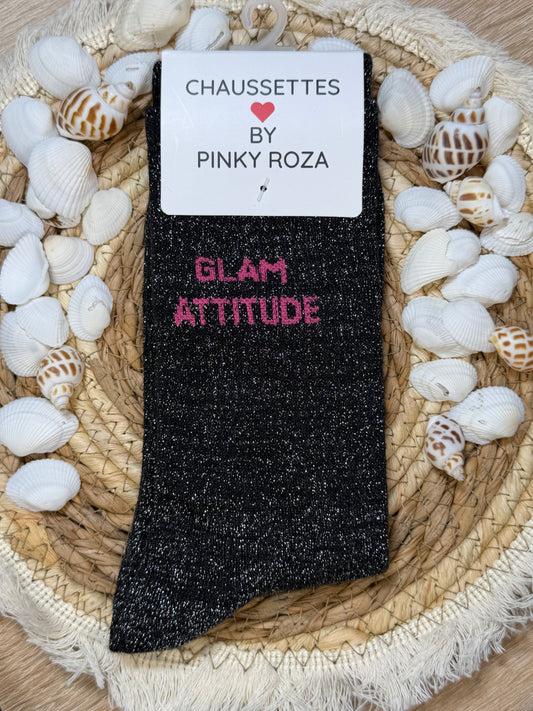 CHAUSSETTES
❤
BY
PINKY ROZA
GLAM
ATTITUDE